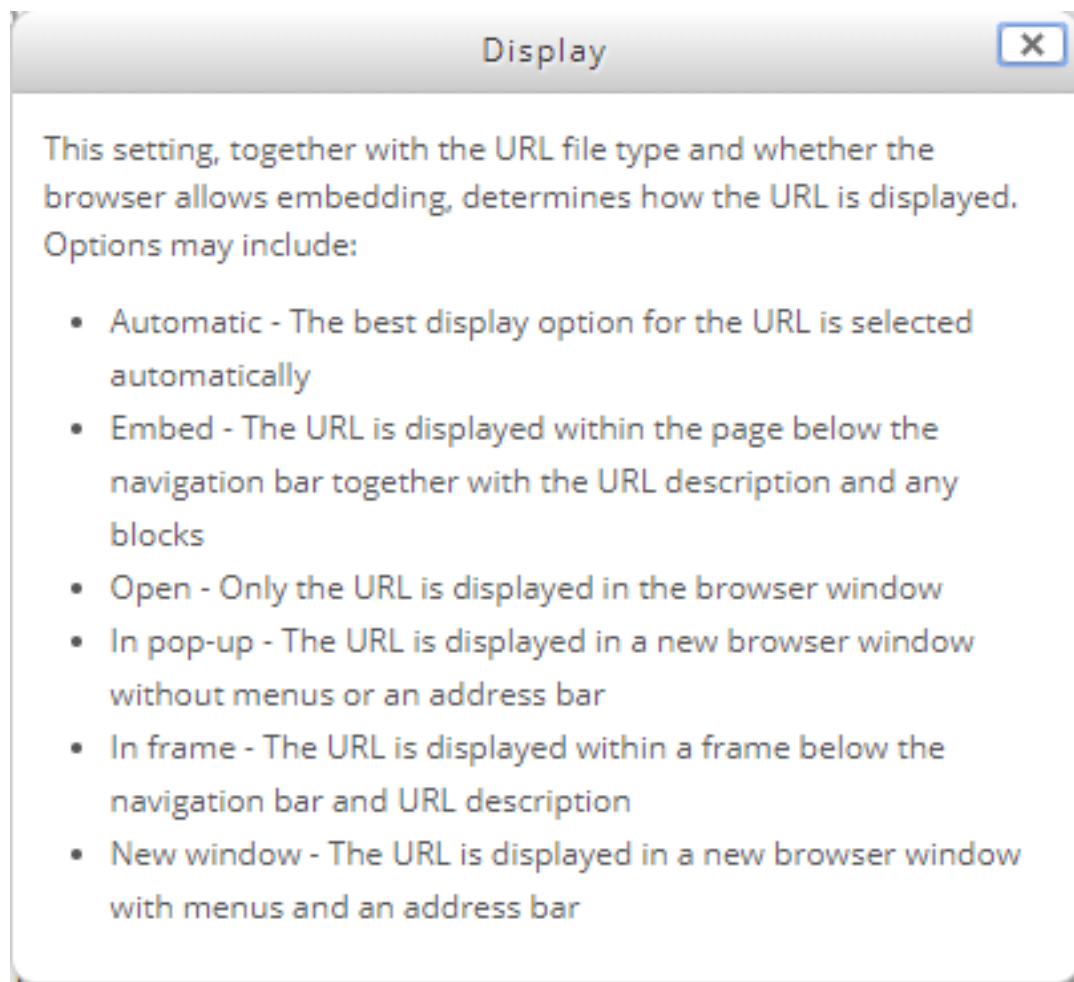 Display
This setting, together with the URL file type and whether the
browser allows embedding, determines how the URL is displayed.
Options may include:
• Automatic - The best display option for the URL is selected
automatically
• Embed - The URL is displayed within the page below the
navigation bar together with the URL description and any
blocks
• Open - Only the URL is displayed in the browser window
• In pop-up - The URL is displayed in a new browser window
without menus or an address bar
• In frame - The URL is displayed within a frame below the
navigation bar and URL description
• New window - The URL is displayed in a new browser window
with menus and an address bar